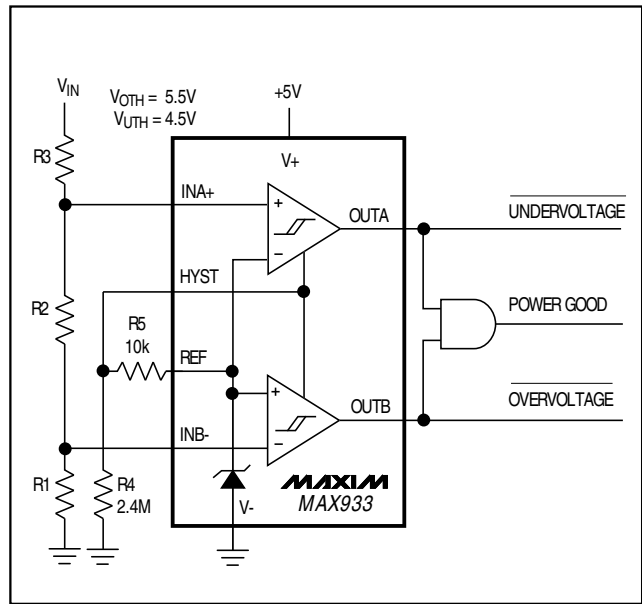 VIN
VOTH = 5.5V
VUTH = 4.5V
+5V
V+
R3
INA+
+
−
OUTA
UNDERVOLTAGE
HYST
R2
R5
10k
REF
POWER GOOD
+
−
OUTB
OVERVOLTAGE
INB-
R1
R4
2.4M
V-
MAXIM
MAX933